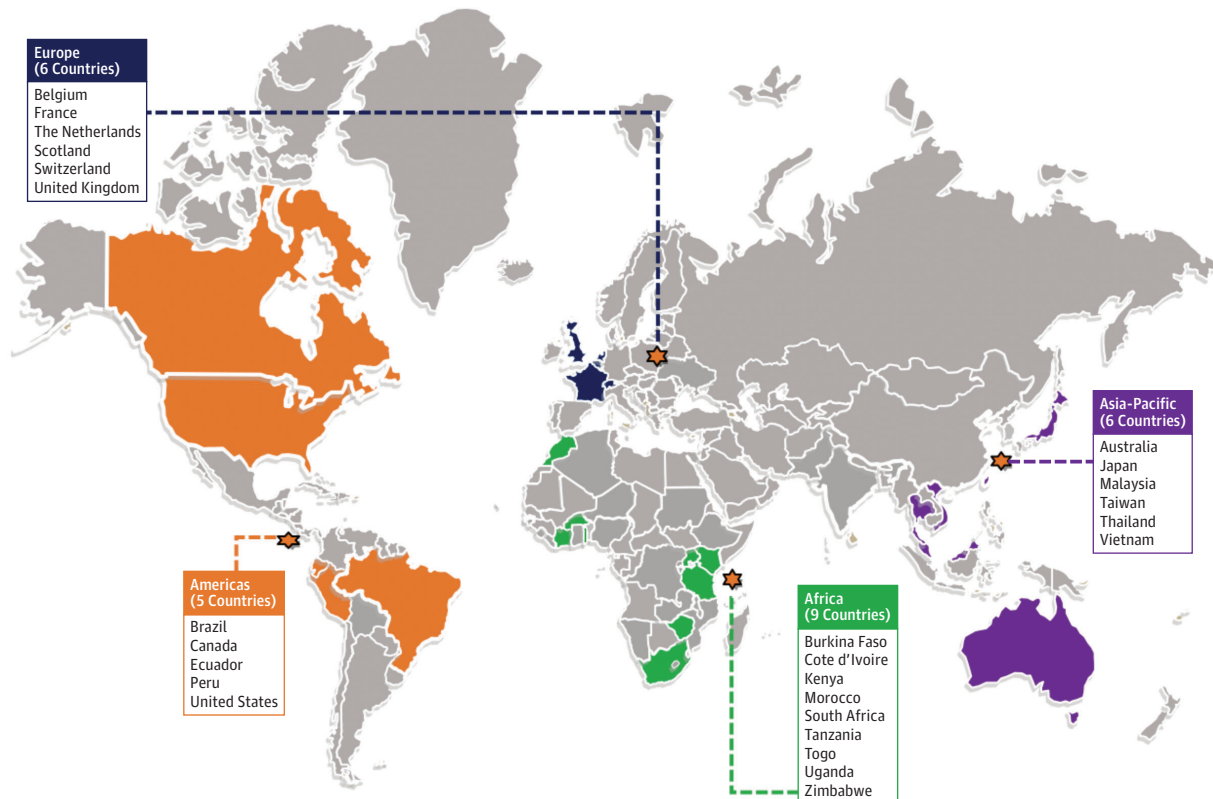 Europe
(6 Countries)
Belgium
France
The Netherlands
Scotland
Switzerland
United Kingdom
Asia-Pacific
(6 Countries)
Australia
Japan
Malaysia
Taiwan
Thailand
Vietnam
Americas
(5 Countries)
Brazil
Canada
Ecuador
Peru
United States
Africa
(9 Countries)
Burkina Faso
Cote d’Ivoire
Kenya
Morocco
South Africa
Tanzania
Togo
Uganda
Zimbabwe